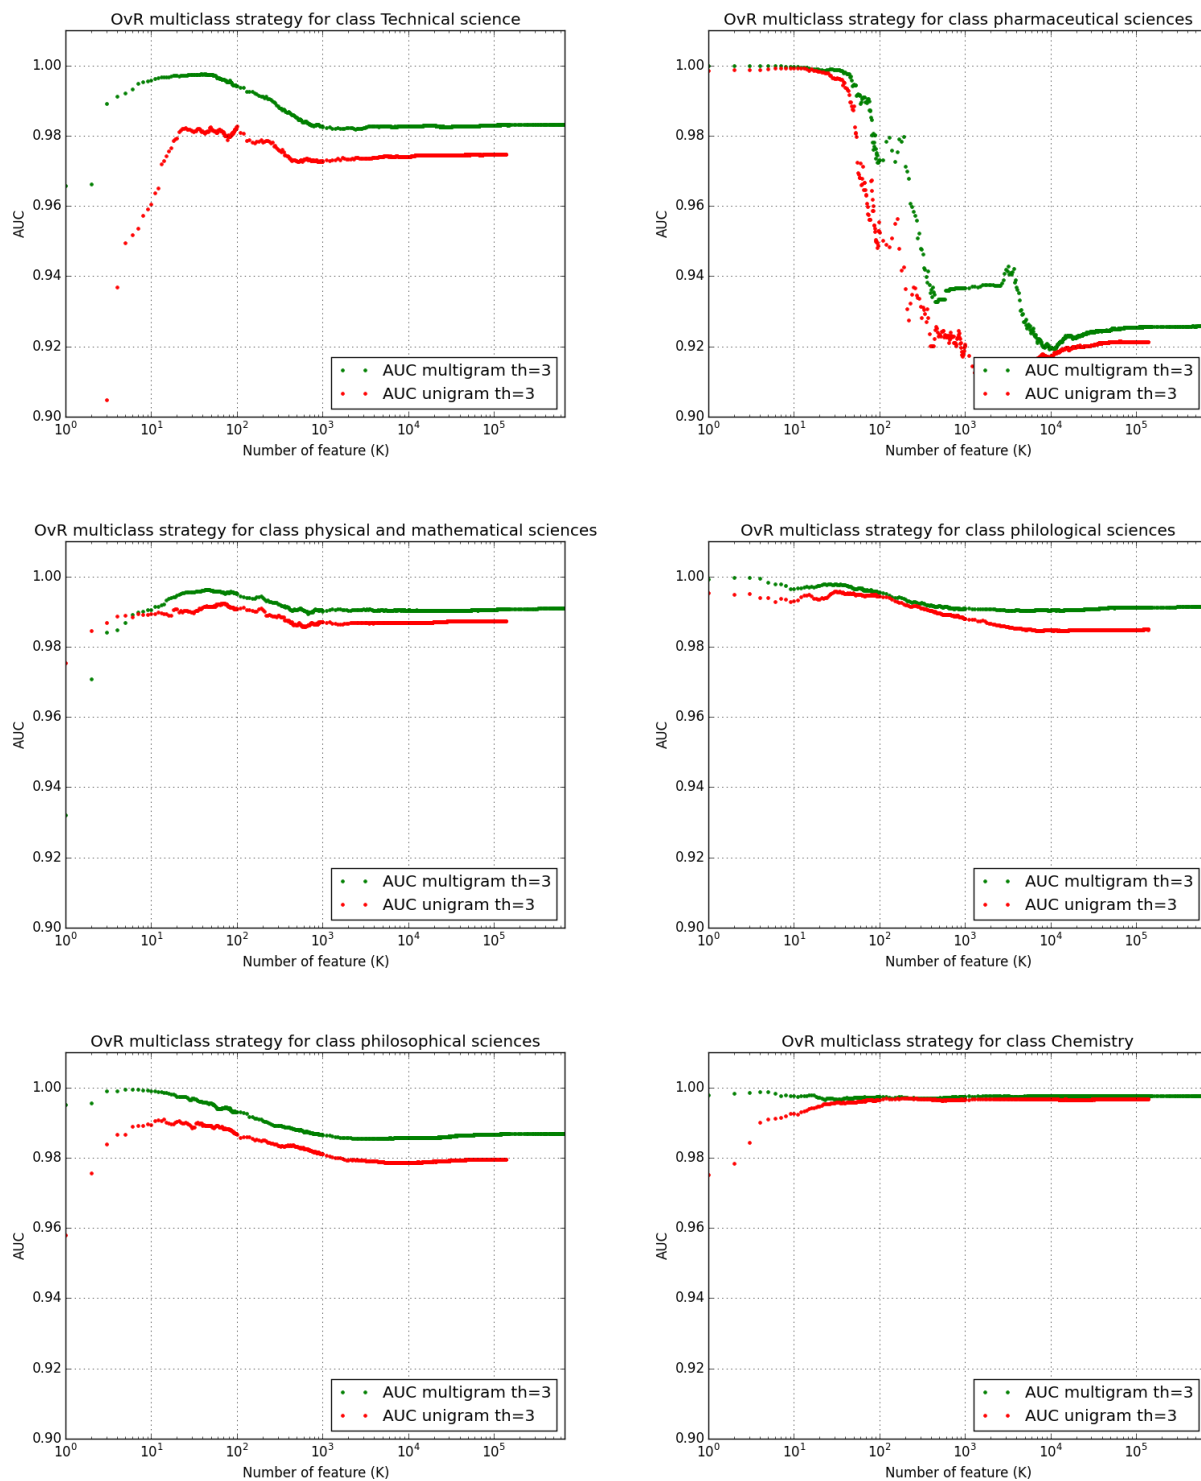 OvR multiclass strategy for class Technical science
1.00
0.98
0.96
0.94
0.92
0.90
AUC
10^0 10^1 10^2 10^3 10^4 10^5
Number of feature (K)
AUC multigram th=3
AUC unigram th=3
OvR multiclass strategy for class pharmaceutical sciences
1.00
0.98
0.96
0.94
0.92
0.90
AUC
10^0 10^1 10^2 10^3 10^4 10^5
Number of feature (K)
AUC multigram th=3
AUC unigram th=3
OvR multiclass strategy for class physical and mathematical sciences
1.00
0.98
0.96
0.94
0.92
0.90
AUC
10^0 10^1 10^2 10^3 10^4 10^5
Number of feature (K)
AUC multigram th=3
AUC unigram th=3
OvR multiclass strategy for class philological sciences
1.00
0.98
0.96
0.94
0.92
0.90
AUC
10^0 10^1 10^2 10^3 10^4 10^5
Number of feature (K)
AUC multigram th=3
AUC unigram th=3
OvR multiclass strategy for class philosophical sciences
1.00
0.98
0.96
0.94
0.92
0.90
AUC
10^0 10^1 10^2 10^3 10^4 10^5
Number of feature (K)
AUC multigram th=3
AUC unigram th=3
OvR multiclass strategy for class Chemistry
1.00
0.98
0.96
0.94
0.92
0.90
AUC
10^0 10^1 10^2 10^3 10^4 10^5
Number of feature (K)
AUC multigram th=3
AUC unigram th=3